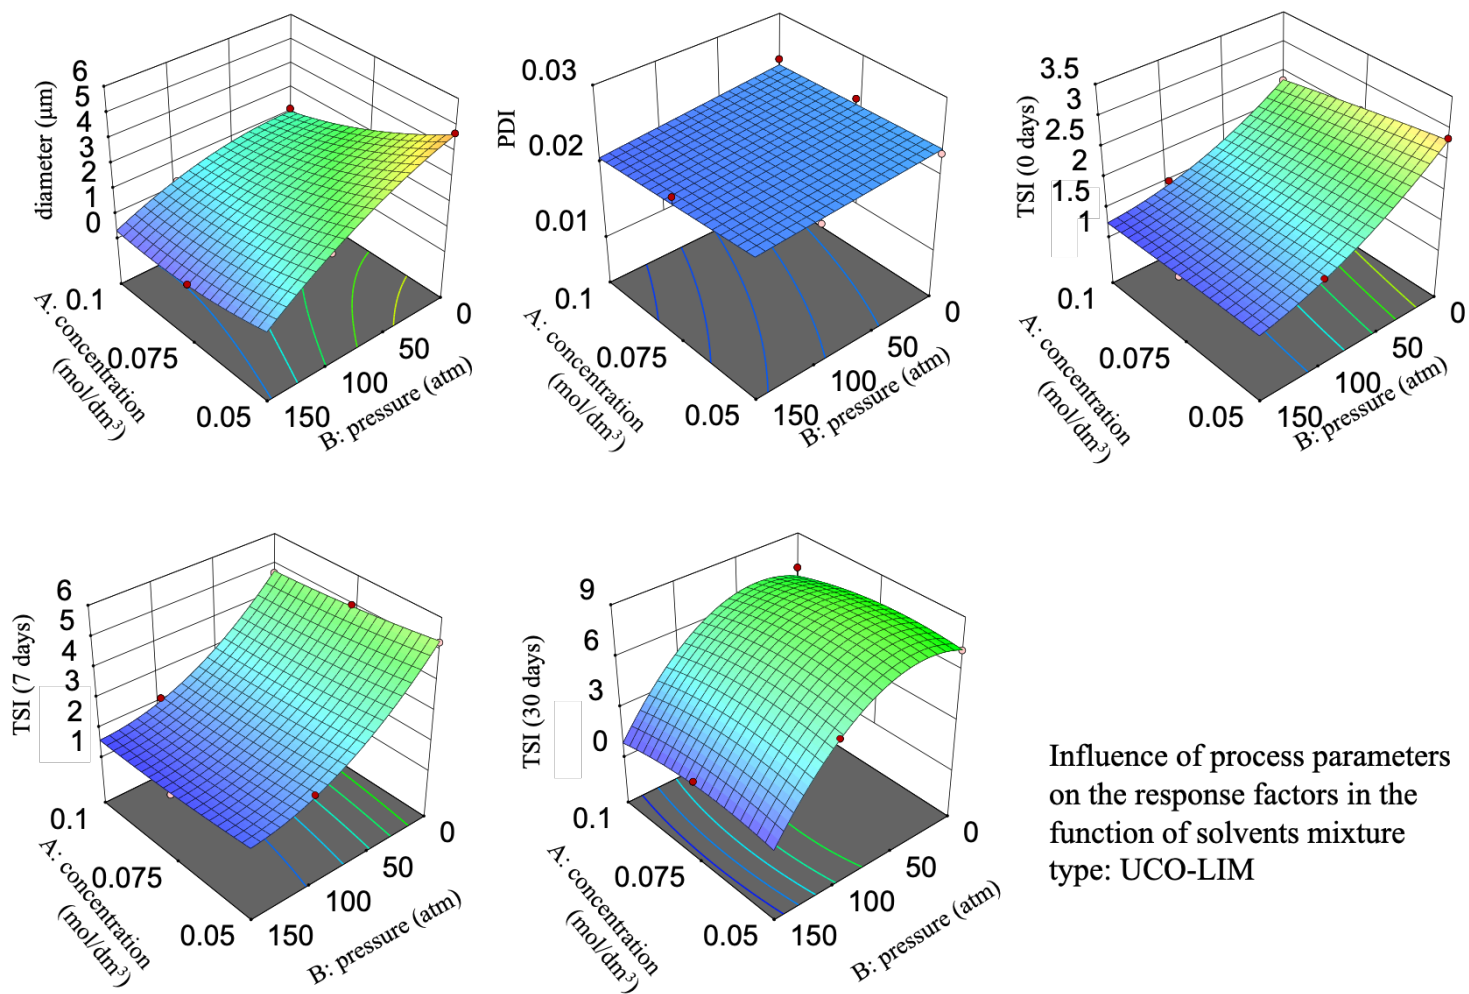 6
5
4
3
2
1
0
diameter (μm)
0.1
0.075
0.05
A: concentration
(mol/dm³)
150
100
50
0
B: pressure (atm)
0.03
0.02
0.01
PDI
0.1
0.075
0.05
A: concentration
(mol/dm³)
150
100
50
0
B: pressure (atm)
3.5
3
2.5
2
1.5
1
TSI (0 days)
0.1
0.075
0.05
A: concentration
(mol/dm³)
150
100
50
0
B: pressure (atm)
6
5
4
3
2
1
TSI (7 days)
0.1
0.075
0.05
A: concentration
(mol/dm³)
150
100
50
0
B: pressure (atm)
9
6
3
0
TSI (30 days)
0.1
0.075
0.05
A: concentration
(mol/dm³)
150
100
50
0
B: pressure (atm)
Influence of process parameters
on the response factors in the
function of solvents mixture
type: UCO-LIM